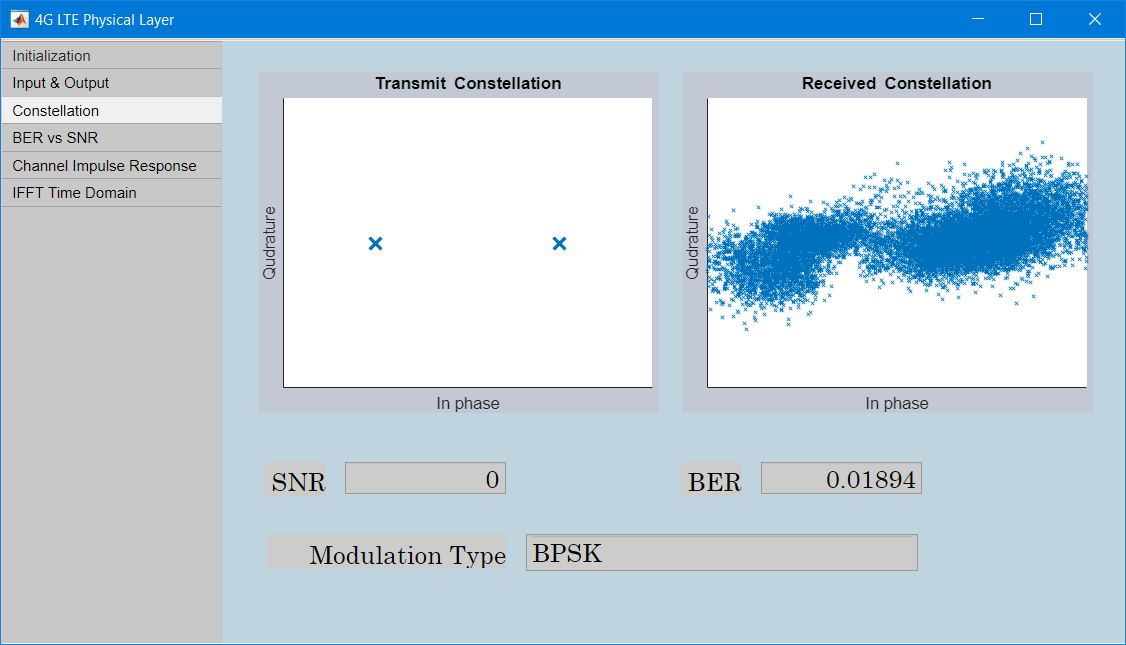 4G LTE Physical Layer
Initialization
Input & Output
Constellation
BER vs SNR
Channel Impulse Response
IFFT Time Domain
Transmit Constellation
Qudrature
In phase
Received Constellation
Qudrature
In phase
SNR 0
BER 0.01894
Modulation Type BPSK